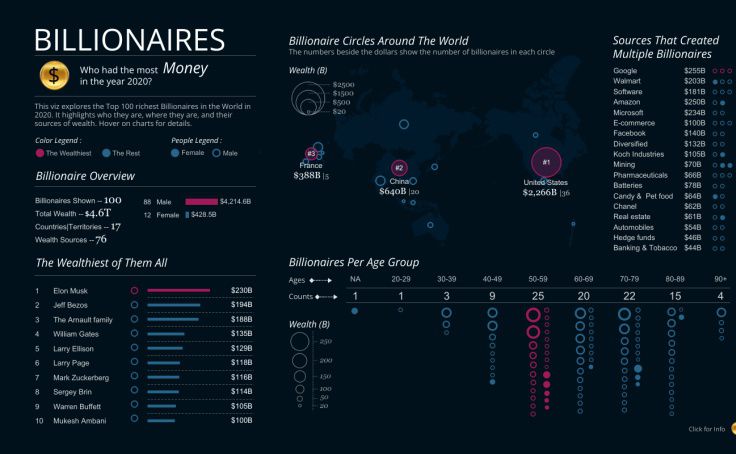 BILLIONAIRES
$
Who had the most Money
in the year 2020?
This viz explores the Top 100 richest Billionaires in the World in
2020. It highlights who they are, where they are, and their
sources of wealth. Hover on charts for details.
Color Legend :
People Legend :
The Wealthiest
The Rest
Female
Male
Billionaire Overview
Billionaires Shown -- 100
Total Wealth -- $4.6T
Countries|Territories -- 17
Wealth Sources -- 76
88 Male $4,214.6B
12 Female $428.5B
The Wealthiest of Them All
1 Elon Musk $230B
2 Jeff Bezos $194B
3 The Arnault family $188B
4 William Gates $135B
5 Larry Ellison $129B
6 Larry Page $118B
7 Mark Zuckerberg $116B
8 Sergey Brin $114B
9 Warren Buffett $105B
10 Mukesh Ambani $100B
Billionaire Circles Around The World
The numbers beside the dollars show the number of billionaires in each circle
Wealth (B)
$2500
$1500
$500
$20
#3
France
$388B |5
#2
China
$640B |20
#1
United States
$2,266B |36
Sources That Created
Multiple Billionaires
Google $255B
Walmart $203B
Software $181B
Amazon $250B
Microsoft $234B
E-commerce $100B
Facebook $140B
Diversified $132B
Koch Industries $105B
Mining $70B
Pharmaceuticals $66B
Batteries $78B
Candy & Pet food $64B
Chanel $62B
Real estate $61B
Automobiles $54B
Hedge funds $46B
Banking & Tobacco $44B
Billionaires Per Age Group
Ages NA 20-29 30-39 40-49 50-59 60-69 70-79 80-89 90+
Counts 1 1 3 9 25 20 22 15 4
Wealth (B)
250
200
150
100
50
20
Click for Info